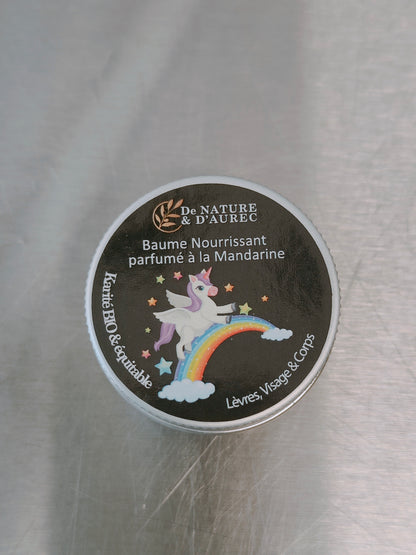 De NATURE
& D'AUREC
Baume Nourrissant
parfumé à la Mandarine
Karité BIO & équitable
Lèvres, Visage & Corps